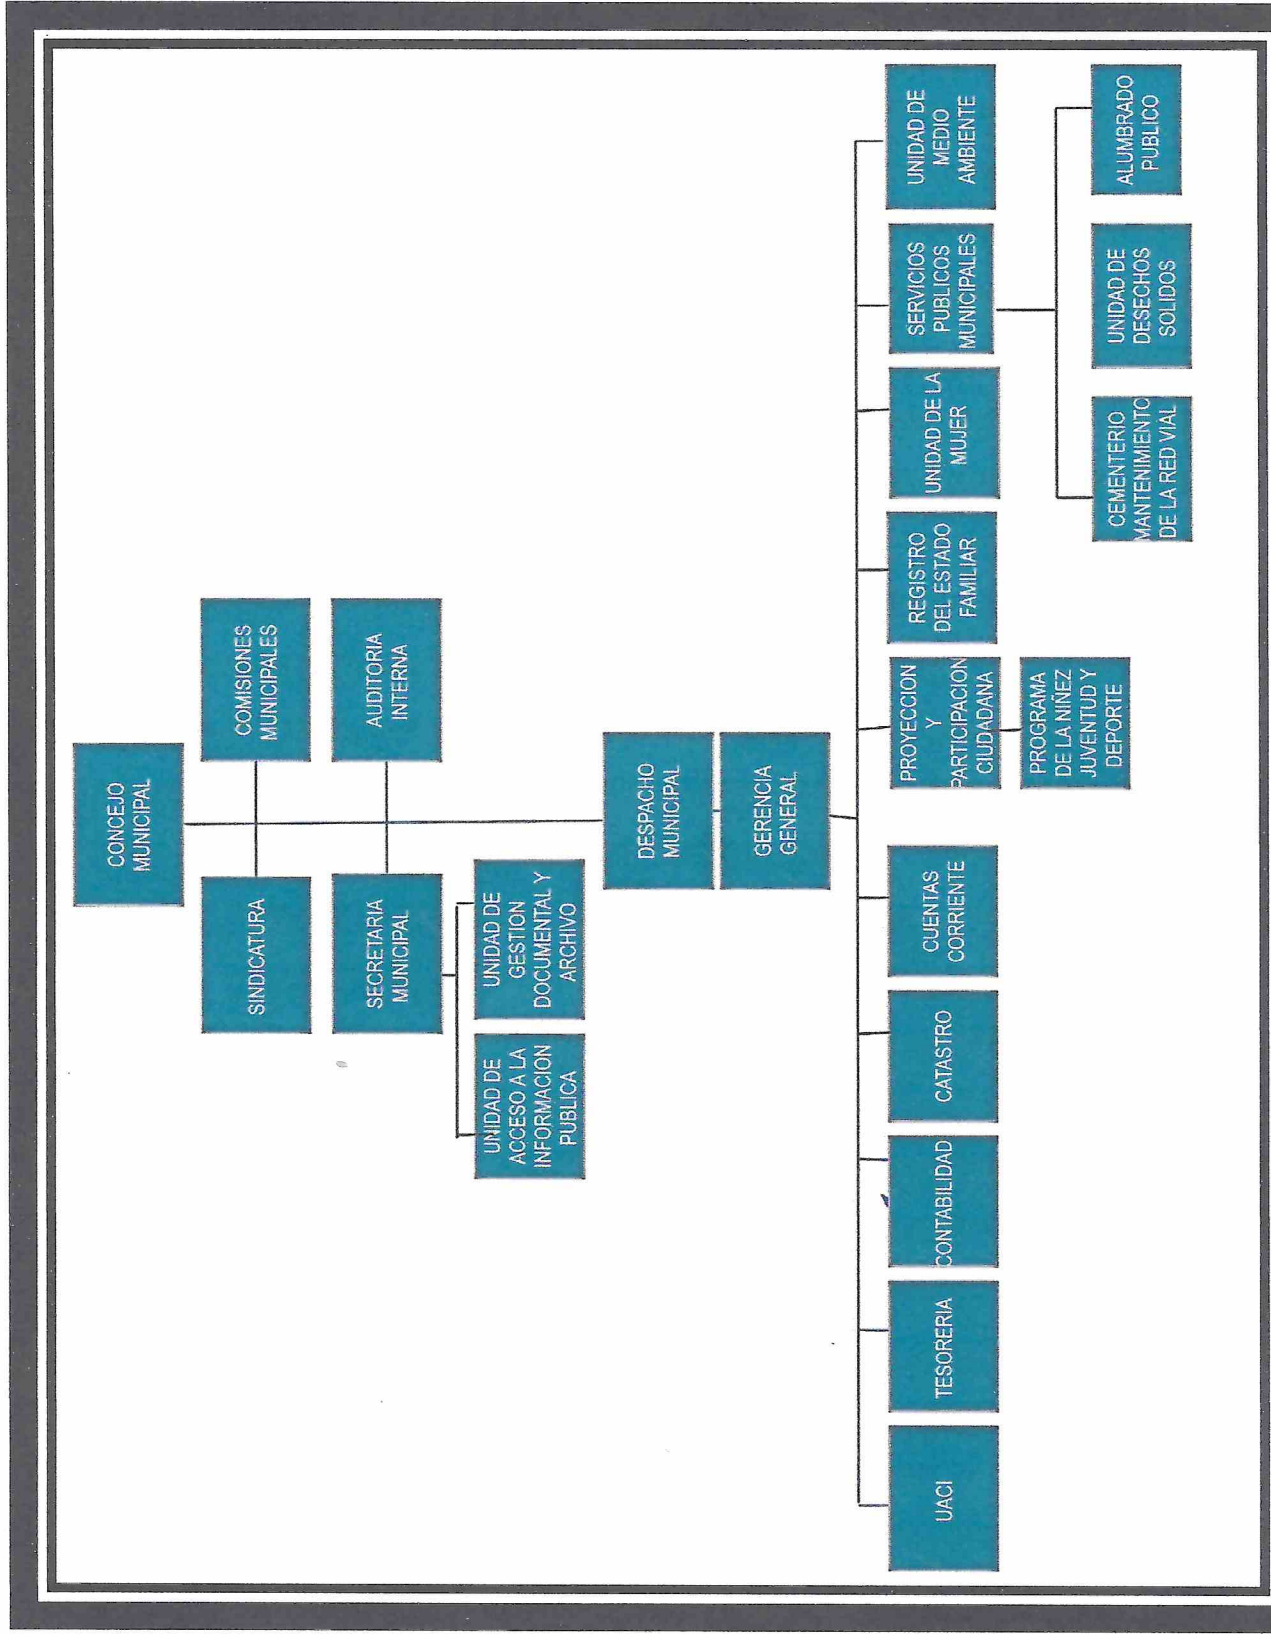 CONCEJO
MUNICIPAL
SINDICATURA
COMISIONES
MUNICIPALES
SECRETARIA
MUNICIPAL
AUDITORIA
INTERNA
UNIDAD DE
ACCESO A LA
INFORMACION
PUBLICA
UNIDAD DE
GESTION
DOCUMENTAL Y
ARCHIVO
DESPACHO
MUNICIPAL
GERENCIA
GENERAL
UACI
TESORERIA
CONTABILIDAD
CATASTRO
CUENTAS
CORRIENTE
PROYECCION
Y
PARTICIPACION
CIUDADANA
REGISTRO
DEL ESTADO
FAMILIAR
UNIDAD DE LA
MUJER
SERVICIOS
PUBLICOS
MUNICIPALES
UNIDAD DE
MEDIO
AMBIENTE
PROGRAMA
DE LA NIÑEZ
JUVENTUD Y
DEPORTE
CEMENTERIO
MANTENIMIENTO
DE LA RED VIAL
UNIDAD DE
DESECHOS
SOLIDOS
ALUMBRADO
PUBLICO